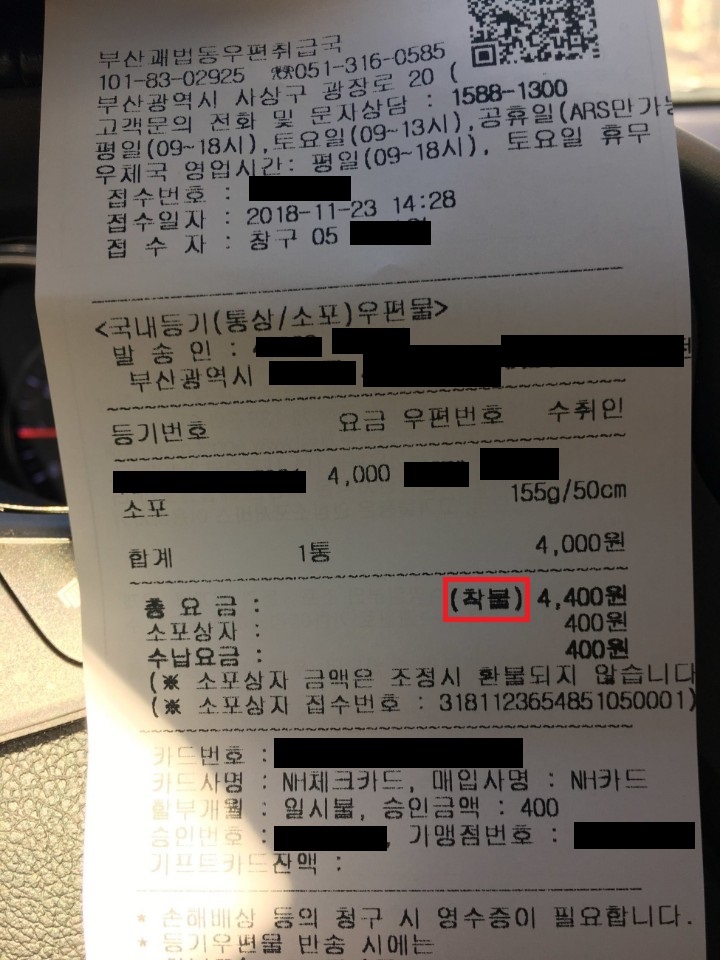 부산괘법동우편취급국
101-83-02925 ☏051-316-0585
부산광역시 사상구 광장로 20 (
고객문의 전화 및 문자상담 : 1588-1300
평일(09~18시),토요일(09~13시),공휴일(ARS만가능
우체국 영업시간: 평일(09~18시), 토요일 휴무
접수번호 :
접수일자 : 2018-11-23 14:28
접 수 자 : 창구 05
<국내등기(통상/소포)우편물>
발 송 인 :
부산광역시
등기번호 요금 우편번호 수취인
4,000
소포 155g/50cm
합계 1통 4,000원
총 요 금 : (착불) 4,400원
소포상자 : 400원
수납요금 : 400원
(※ 소포상자 금액은 조정시 환불되지 않습니다
(※ 소포상자 접수번호 : 3181123654851050001)
카드번호 :
카드사명 : NH체크카드, 매입사명 : NH카드
할부개월 : 일시불, 승인금액 : 400
승인번호 : , 가맹점번호 :
기프트카드잔액 :
* 손해배상 등의 청구 시 영수증이 필요합니다.
* 등기우편물 반송 시에는